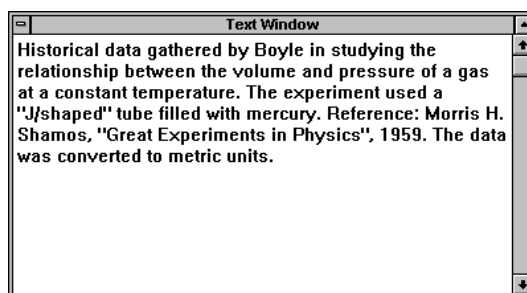 Text Window
Historical data gathered by Boyle in studying the
relationship between the volume and pressure of a gas
at a constant temperature. The experiment used a
"J/shaped" tube filled with mercury. Reference: Morris H.
Shamos, "Great Experiments in Physics", 1959. The data
was converted to metric units.